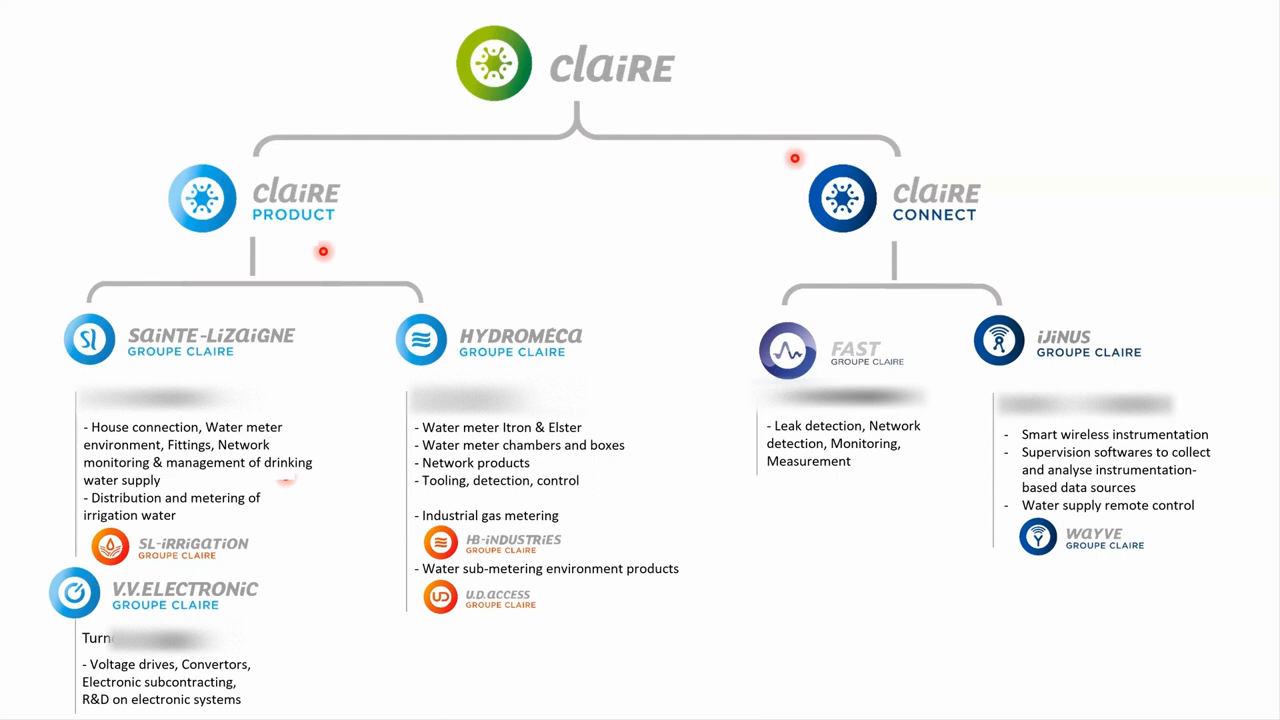 claiRE
claiRE
PRODUCT
claiRE
CONNECT
SaiNTE-LiZaiGNE
GROUPE CLAIRE
- House connection, Water meter
environment, Fittings, Network
monitoring & management of drinking
water supply
- Distribution and metering of
irrigation water
SL-iRRiGaTiON
GROUPE CLAIRE
V.V.ELECTRONiC
GROUPE CLAIRE
- Voltage drives, Convertors,
Electronic subcontracting,
R&D on electronic systems
HYDROMÉCa
GROUPE CLAIRE
- Water meter Itron & Elster
- Water meter chambers and boxes
- Network products
- Tooling, detection, control
- Industrial gas metering
HB-iNDUSTRiES
GROUPE CLAIRE
- Water sub-metering environment products
UD
U.D.aCCESS
GROUPE CLAIRE
FAST
GROUPE CLAIRE
- Leak detection, Network
detection, Monitoring,
Measurement
iJiNUS
GROUPE CLAIRE
- Smart wireless instrumentation
- Supervision softwares to collect
and analyse instrumentation-
based data sources
- Water supply remote control
WaYVE
GROUPE CLAIRE